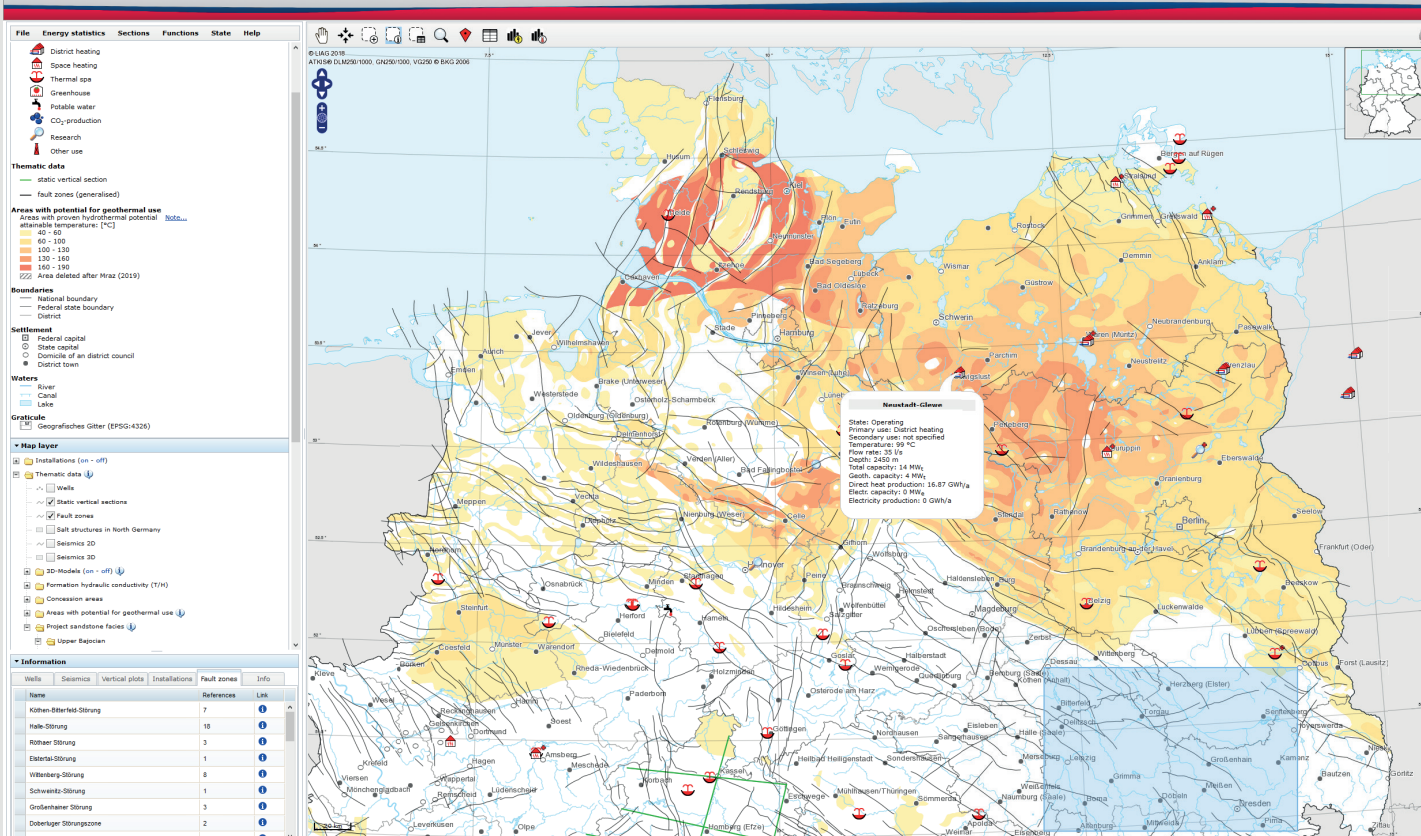 File Energy statistics Sections Functions State Help
District heating
Space heating
Thermal spa
Greenhouse
Potable water
CO₂-production
Research
Other use
Thematic data
static vertical section
fault zones (generalised)
Areas with potential for geothermal use
Areas with proven hydrothermal potential Note...
attainable temperature: [°C]
40 - 60
60 - 100
100 - 130
130 - 160
160 - 190
Area deleted after Mraz (2019)
Boundaries
National boundary
Federal state boundary
District
Settlement
Federal capital
State capital
Domicile of an district council
District town
Waters
River
Canal
Lake
Graticule
Geografisches Gitter (EPSG:4326)
Map layer
Installations (on - off)
Thematic data
Wells
Static vertical sections
Fault zones
Salt structures in North Germany
Seismics 2D
Seismics 3D
3D-Models (on - off)
Formation hydraulic conductivity (T/H)
Concession areas
Areas with potential for geothermal use
Project sandstone facies
Upper Bajocian
Information
Wells Seismics Vertical plots Installations Fault zones Info
Name References Link
Köthen-Bitterfeld-Störung 7
Halle-Störung 18
Röthaer Störung 3
Elstertal-Störung 1
Wittenberg-Störung 8
Schweinitz-Störung 1
Großenhainer Störung 3
Doberluger Störungszone 2
© LIAG 2018
ATKIS® DLM250/1000, GN250/1000, VG250 © BKG 2006
Flensburg
Schleswig
Husum
Bergen auf Rügen
Stralsund
Rendsburg
Kiel
Heide
Plön
Eutin
Grimmen
Greifswald
Rostock
Neumünster
Itzehoe
Bad Segeberg
Lübeck
Wismar
Demmin
Anklam
Cuxhaven
Bad Oldesloe
Güstrow
Ratzeburg
Pinneberg
Stade
Hamburg
Schwerin
Neubrandenburg
Pasewalk
Jever
Wilhelmshaven
Aurich
Waren (Müritz)
Parchim
Neustrelitz
Prenzlau
Emden
Winsen (Luhe)
Ludwigslust
Brake (Unterweser)
Westerstede
Osterholz-Scharmbeck
Oldenburg (Oldenburg)
Rotenburg (Wümme)
Delmenhorst
Perleberg
Neuruppin
Eberswalde
Verden (Aller)
Wildeshausen
Bad Fallingbostel
Oranienburg
Neustadt-Glewe
State: Operating
Primary use: District heating
Secondary use: not specified
Temperature: 99 °C
Flow rate: 35 l/s
Depth: 2450 m
Total capacity: 14 MWt
Geoth. capacity: 4 MWt
Direct heat production: 16.87 GWh/a
Electr. capacity: 0 MWe
Electricity production: 0 GWh/a
Meppen
Vechta
Diepholz
Nienburg (Weser)
Celle
Stendal
Rathenow
Berlin
Seelow
Nordhorn
Gifhorn
Wolfsburg
Brandenburg an der Havel
Frankfurt (Oder)
Hannover
Osnabrück
Minden
Stadthagen
Peine
Braunschweig
Helmstedt
Haldensleben
Burg
Beeskow
Steinfurt
Herford
Hameln
Hildesheim
Wolfenbüttel
Salzgitter
Magdeburg
Belzig
Luckenwalde
Bielefeld
Oschersleben (Bode)
Zerbst
Lübben (Spreewald)
Coesfeld
Münster
Warendorf
Detmold
Goslar
Halberstadt
Wernigerode
Wittenberg
Dessau
Cottbus
Forst (Lausitz)
Borken
Kleve
Rheda-Wiedenbrück
Holzminden
Quedlinburg
Bernburg (Saale)
Köthen (Anhalt)
Herzberg (Elster)
Wesel
Hamm
Paderborn
Osterode am Harz
Bitterfeld
Recklinghausen
Gelsenkirchen
Dortmund
Soest
Göttingen
Nordhausen
Eisleben
Sangerhausen
Halle (Saale)
Delitzsch
Torgau
Senftenberg
Hoyerswerda
Arnsberg
Meschede
Hagen
Krefeld
Viersen
Mönchengladbach
Wuppertal
Remscheid
Lüdenscheid
Korbach
Kassel
Heilbad Heiligenstadt
Sondershausen
Merseburg
Leipzig
Großenhain
Kamenz
Niesky
Bautzen
Görlitz
Eschwege
Mühlhausen/Thüringen
Sömmerda
Weißenfels
Naumburg (Saale)
Grimma
Borna
Döbeln
Meißen
Dresden
Leverkusen
Olpe
Homberg (Efze)
Apolda
Weimar
Eisenberg
Altenburg
Mittweida
Pirna
Zittau
20 km